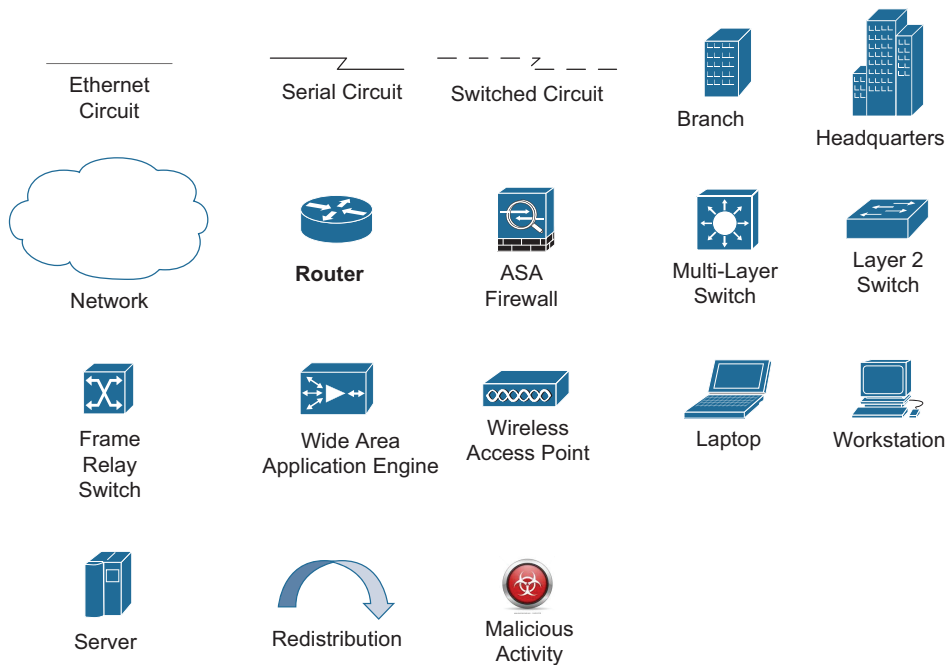 Ethernet
Circuit
Serial Circuit
Switched Circuit
Branch
Headquarters
Network
Router
ASA
Firewall
Multi-Layer
Switch
Layer 2
Switch
Frame
Relay
Switch
Wide Area
Application Engine
Wireless
Access Point
Laptop
Workstation
Server
Redistribution
Malicious
Activity